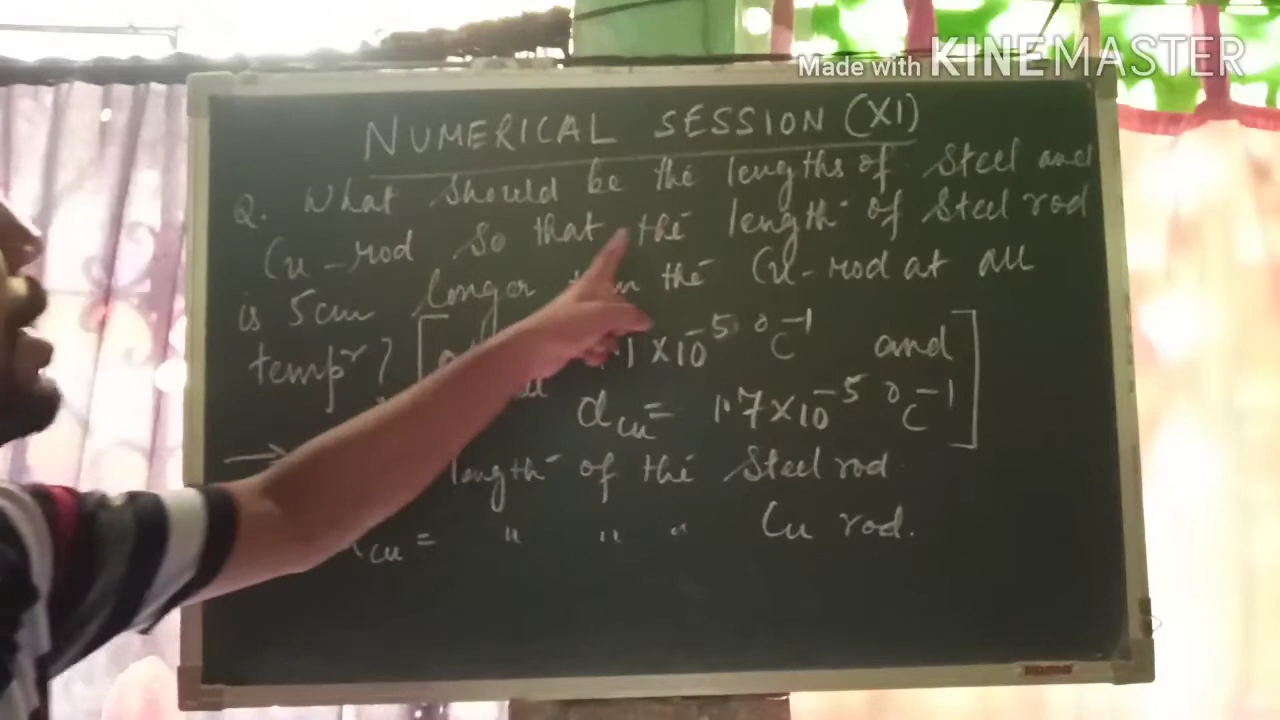 Made with KINEMASTER
NUMERICAL SESSION (XI)
Q. What should be the lengths of Steel and
Cu-rod so that the length of Steel rod
is 5cm longer the Cu-rod at all
tempr? [ 1 × 10⁻⁵ °C⁻¹ and
αcu = 1.7 × 10⁻⁵ °C⁻¹ ]
→ length of the Steel rod
cu = " " " Cu rod.